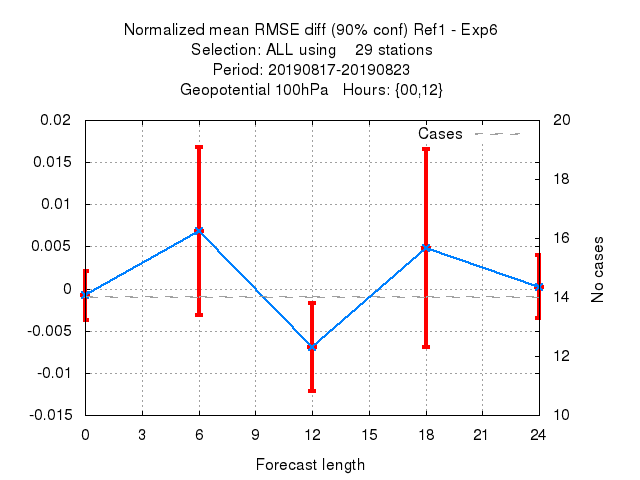 Normalized mean RMSE diff (90% conf) Ref1 - Exp6
Selection: ALL using    29 stations
Period: 20190817-20190823
Geopotential 100hPa   Hours: {00,12}
Cases
0.02
0.015
0.01
0.005
0
-0.005
-0.01
-0.015
20
18
16
14
12
10
No cases
0 3 6 9 12 15 18 21 24
Forecast length